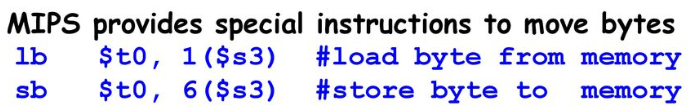 MIPS provides special instructions to move bytes
lb $t0, 1($s3) #load byte from memory
sb $t0, 6($s3) #store byte to memory